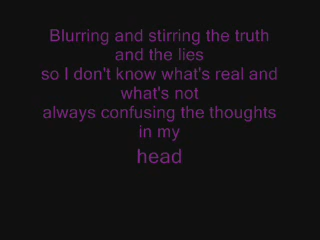 Blurring and stirring the truth
and the lies
so I don't know what's real and
what's not
always confusing the thoughts
in my
head